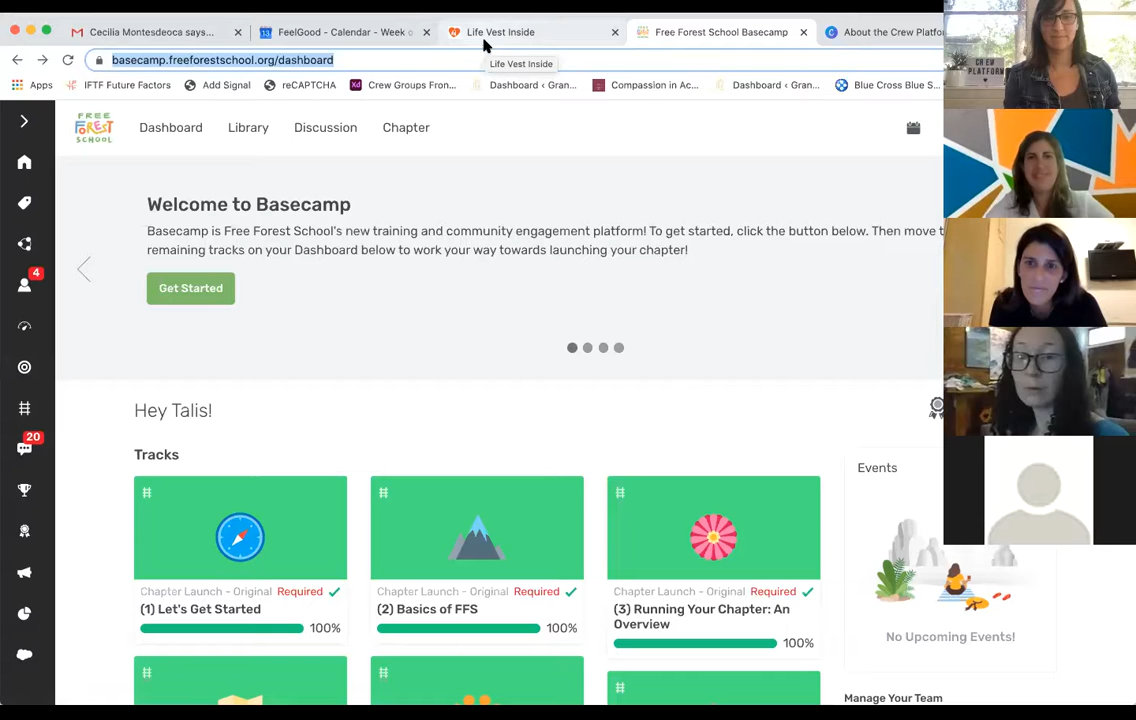 Cecilia Montesdeoca says...
FeelGood - Calendar - Week o
Life Vest Inside
Free Forest School Basecamp
About the Crew Platfo
basecamp.freeforestschool.org/dashboard
Life Vest Inside
Apps
IFTF Future Factors
Add Signal
reCAPTCHA
Crew Groups Fron...
Dashboard ‹ Gran...
Compassion in Ac...
Dashboard ‹ Gran...
Blue Cross Blue S...
CREW
PLATFORM
FREE
FOREST
SCHOOL
Dashboard
Library
Discussion
Chapter
Welcome to Basecamp
Basecamp is Free Forest School's new training and community engagement platform! To get started, click the button below. Then move t
remaining tracks on your Dashboard below to work your way towards launching your chapter!
Get Started
4
20
Hey Talis!
Tracks
Chapter Launch - Original Required
(1) Let's Get Started
100%
Chapter Launch - Original Required
(2) Basics of FFS
100%
Chapter Launch - Original Required
(3) Running Your Chapter: An
Overview
100%
Events
No Upcoming Events!
Manage Your Team